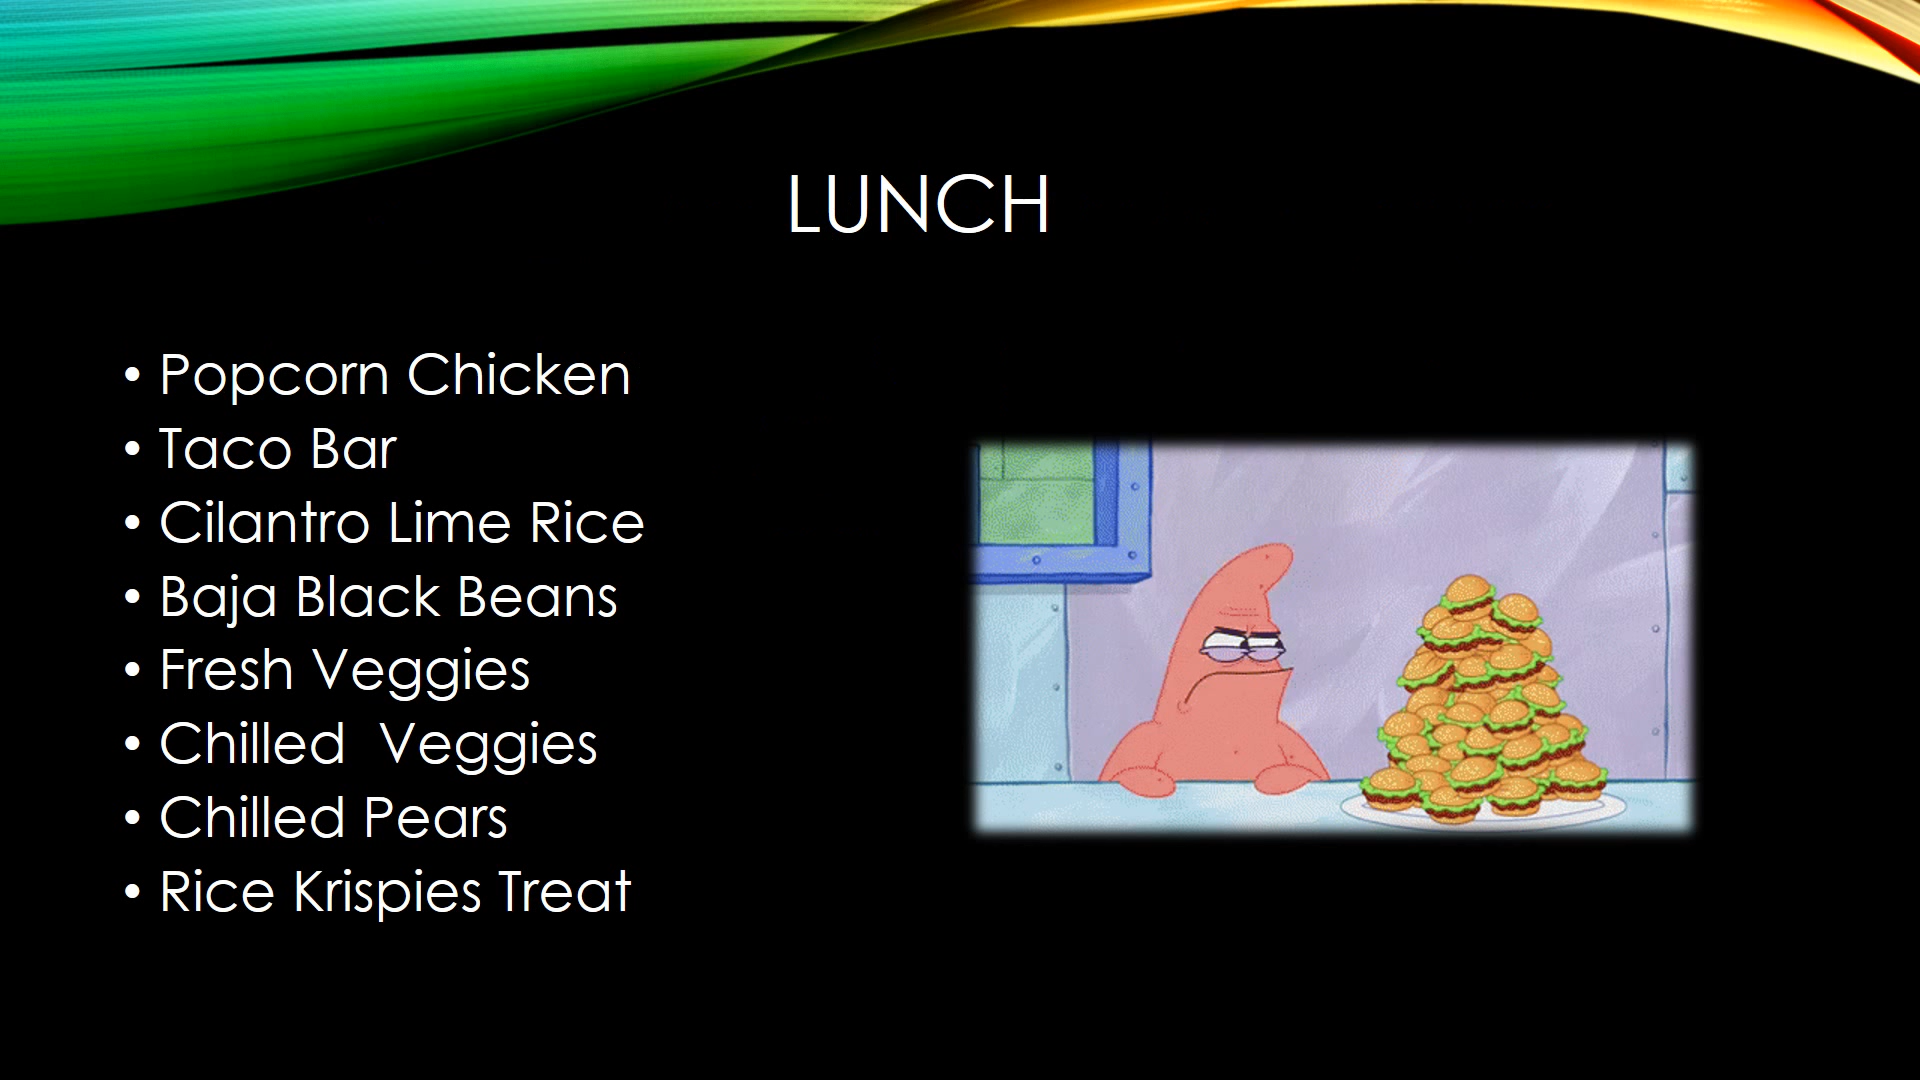 LUNCH
• Popcorn Chicken
• Taco Bar
• Cilantro Lime Rice
• Baja Black Beans
• Fresh Veggies
• Chilled  Veggies
• Chilled Pears
• Rice Krispies Treat